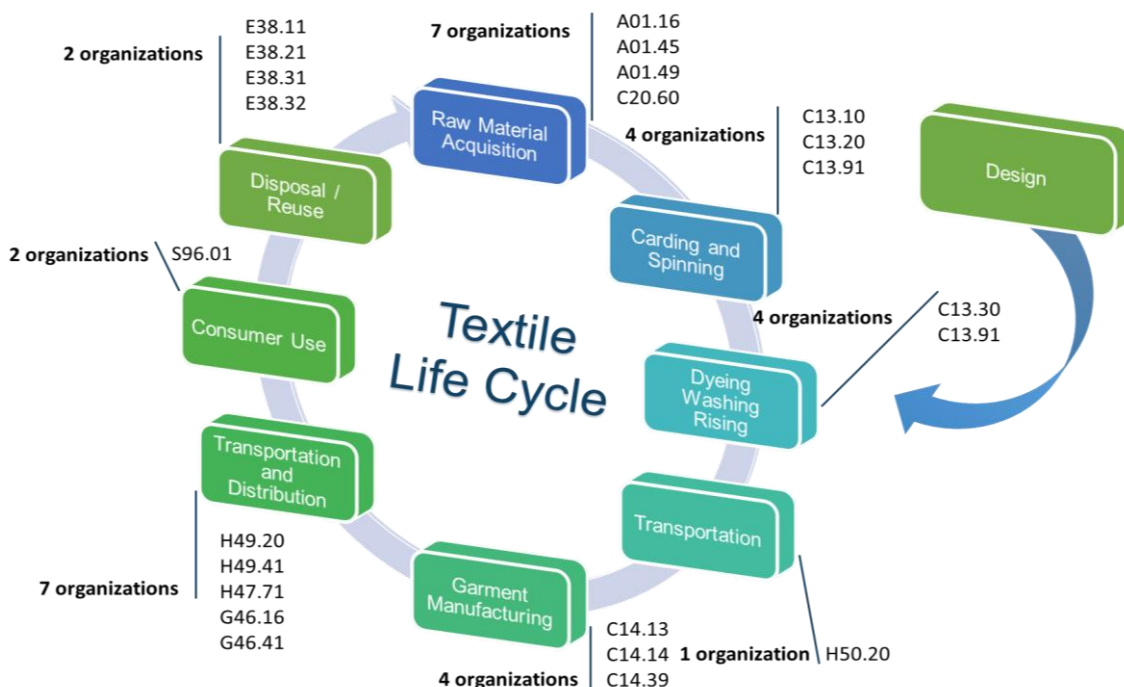 2 organizations
E38.11
E38.21
E38.31
E38.32
7 organizations
A01.16
A01.45
A01.49
C20.60
Raw Material
Acquisition
4 organizations
C13.10
C13.20
C13.91
Design
Disposal /
Reuse
Carding and
Spinning
2 organizations
S96.01
Consumer Use
Textile
Life Cycle
4 organizations
C13.30
C13.91
Dyeing
Washing
Rising
Transportation
and
Distribution
Transportation
7 organizations
H49.20
H49.41
H47.71
G46.16
G46.41
Garment
Manufacturing
4 organizations
C14.13
C14.14
C14.39
1 organization
H50.20